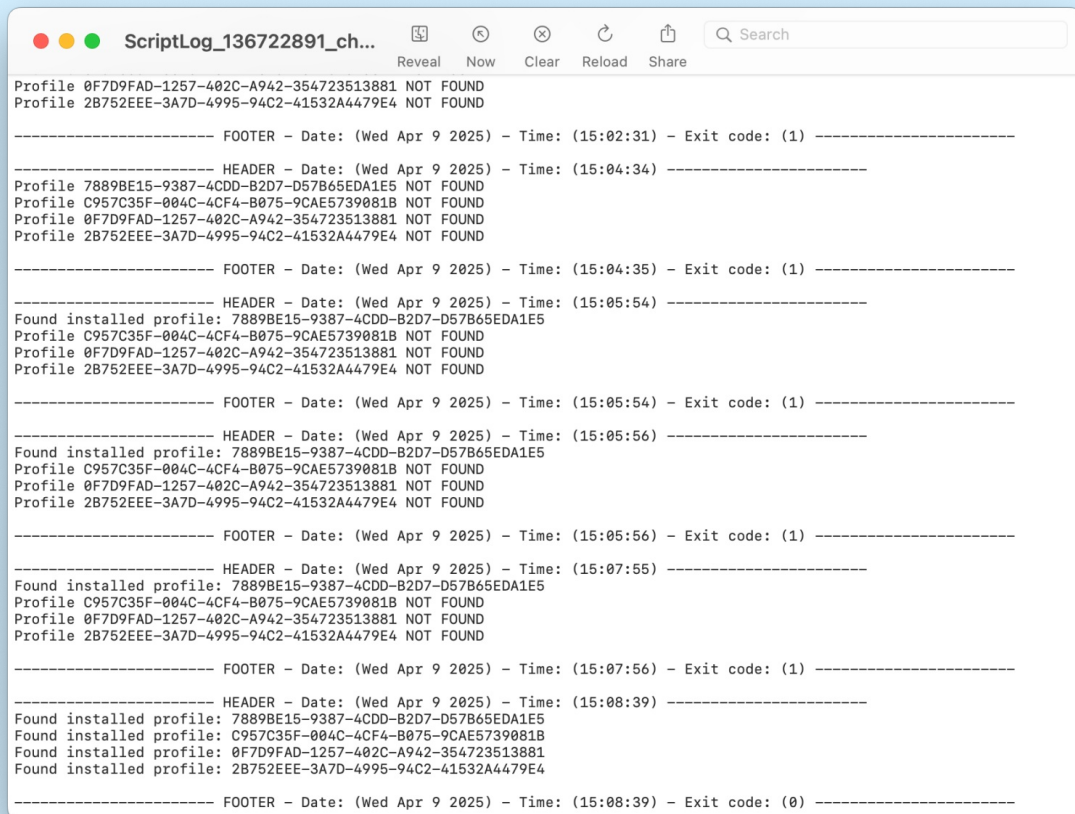 ScriptLog_136722891_ch...
Reveal
Now
Clear
Reload
Share
Search
Profile 0F7D9FAD-1257-402C-A942-354723513881 NOT FOUND
Profile 2B752EEE-3A7D-4995-94C2-41532A4479E4 NOT FOUND
----------------------- FOOTER - Date: (Wed Apr 9 2025) - Time: (15:02:31) - Exit code: (1) -----------------------
----------------------- HEADER - Date: (Wed Apr 9 2025) - Time: (15:04:34) -----------------------
Profile 7889BE15-9387-4CDD-B2D7-D57B65EDA1E5 NOT FOUND
Profile C957C35F-004C-4CF4-B075-9CAE5739081B NOT FOUND
Profile 0F7D9FAD-1257-402C-A942-354723513881 NOT FOUND
Profile 2B752EEE-3A7D-4995-94C2-41532A4479E4 NOT FOUND
----------------------- FOOTER - Date: (Wed Apr 9 2025) - Time: (15:04:35) - Exit code: (1) -----------------------
----------------------- HEADER - Date: (Wed Apr 9 2025) - Time: (15:05:54) -----------------------
Found installed profile: 7889BE15-9387-4CDD-B2D7-D57B65EDA1E5
Profile C957C35F-004C-4CF4-B075-9CAE5739081B NOT FOUND
Profile 0F7D9FAD-1257-402C-A942-354723513881 NOT FOUND
Profile 2B752EEE-3A7D-4995-94C2-41532A4479E4 NOT FOUND
----------------------- FOOTER - Date: (Wed Apr 9 2025) - Time: (15:05:54) - Exit code: (1) -----------------------
----------------------- HEADER - Date: (Wed Apr 9 2025) - Time: (15:05:56) -----------------------
Found installed profile: 7889BE15-9387-4CDD-B2D7-D57B65EDA1E5
Profile C957C35F-004C-4CF4-B075-9CAE5739081B NOT FOUND
Profile 0F7D9FAD-1257-402C-A942-354723513881 NOT FOUND
Profile 2B752EEE-3A7D-4995-94C2-41532A4479E4 NOT FOUND
----------------------- FOOTER - Date: (Wed Apr 9 2025) - Time: (15:05:56) - Exit code: (1) -----------------------
----------------------- HEADER - Date: (Wed Apr 9 2025) - Time: (15:07:55) -----------------------
Found installed profile: 7889BE15-9387-4CDD-B2D7-D57B65EDA1E5
Profile C957C35F-004C-4CF4-B075-9CAE5739081B NOT FOUND
Profile 0F7D9FAD-1257-402C-A942-354723513881 NOT FOUND
Profile 2B752EEE-3A7D-4995-94C2-41532A4479E4 NOT FOUND
----------------------- FOOTER - Date: (Wed Apr 9 2025) - Time: (15:07:56) - Exit code: (1) -----------------------
----------------------- HEADER - Date: (Wed Apr 9 2025) - Time: (15:08:39) -----------------------
Found installed profile: 7889BE15-9387-4CDD-B2D7-D57B65EDA1E5
Found installed profile: C957C35F-004C-4CF4-B075-9CAE5739081B
Found installed profile: 0F7D9FAD-1257-402C-A942-354723513881
Found installed profile: 2B752EEE-3A7D-4995-94C2-41532A4479E4
----------------------- FOOTER - Date: (Wed Apr 9 2025) - Time: (15:08:39) - Exit code: (0) -----------------------